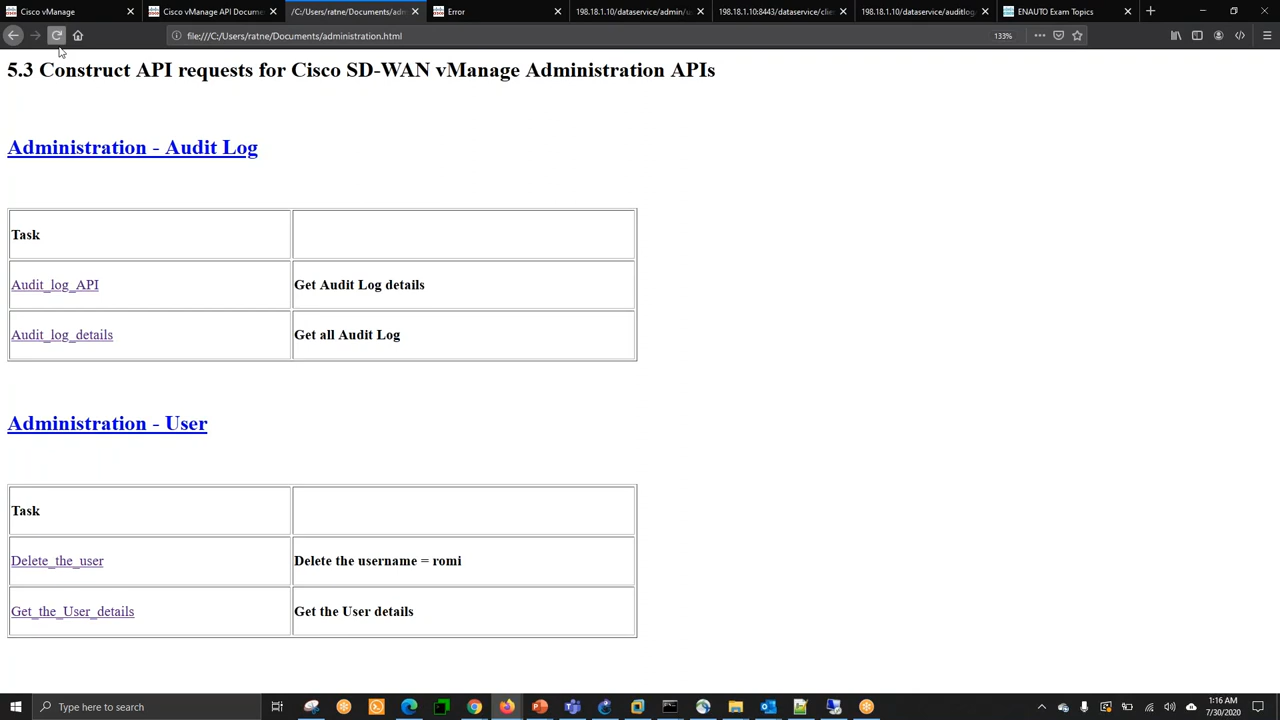 Cisco vManage
Cisco vManage API Documen
/C:/Users/ratne/Documents/adm
Error
198.18.1.10/dataservice/admin/u
198.18.1.10:8443/dataservice/clie
198.18.1.10/dataservice/auditlog
ENAUTO Exam Topics
file:///C:/Users/ratne/Documents/administration.html
133%
5.3 Construct API requests for Cisco SD-WAN vManage Administration APIs
Administration - Audit Log
Task
Audit_log_API
Get Audit Log details
Audit_log_details
Get all Audit Log
Administration - User
Task
Delete_the_user
Delete the username = romi
Get_the_User_details
Get the User details
Type here to search
1:16 AM
7/30/2020